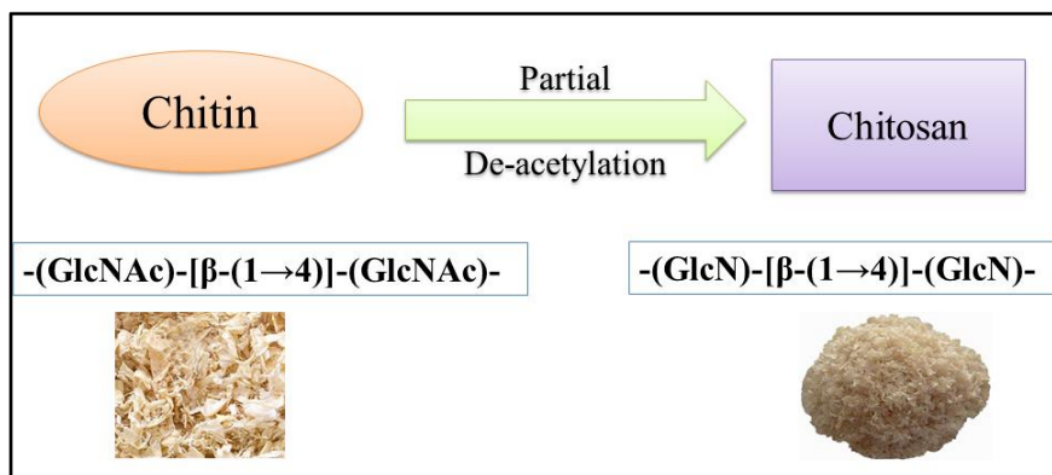 Chitin
Partial
De-acetylation
Chitosan
-(GlcNAc)-[β-(1→4)]-(GlcNAc)-
-(GlcN)-[β-(1→4)]-(GlcN)-